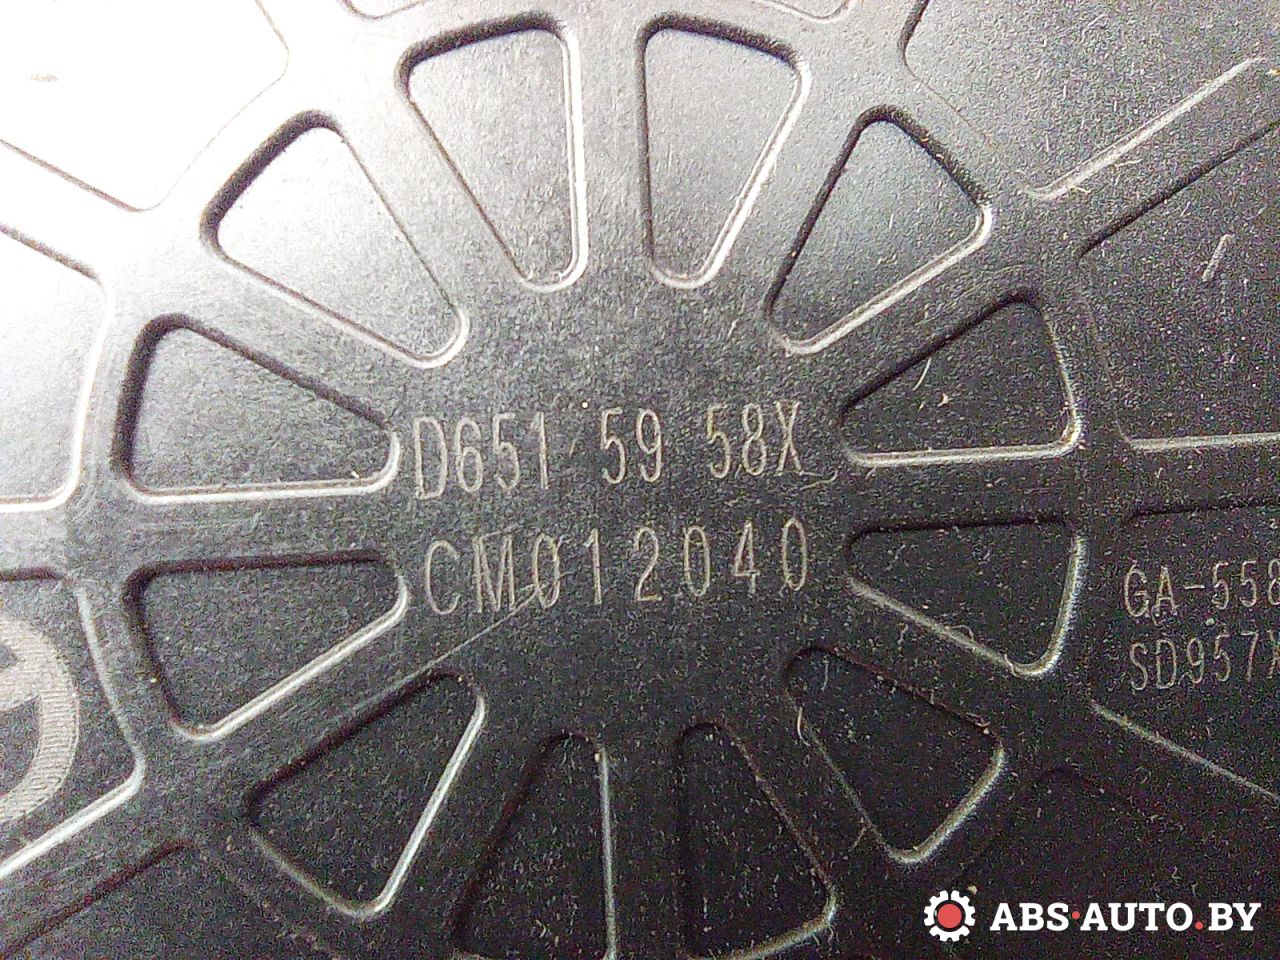 D651 59 58X
CM012040
GA-558
SD957X
ABS·AUTO.BY